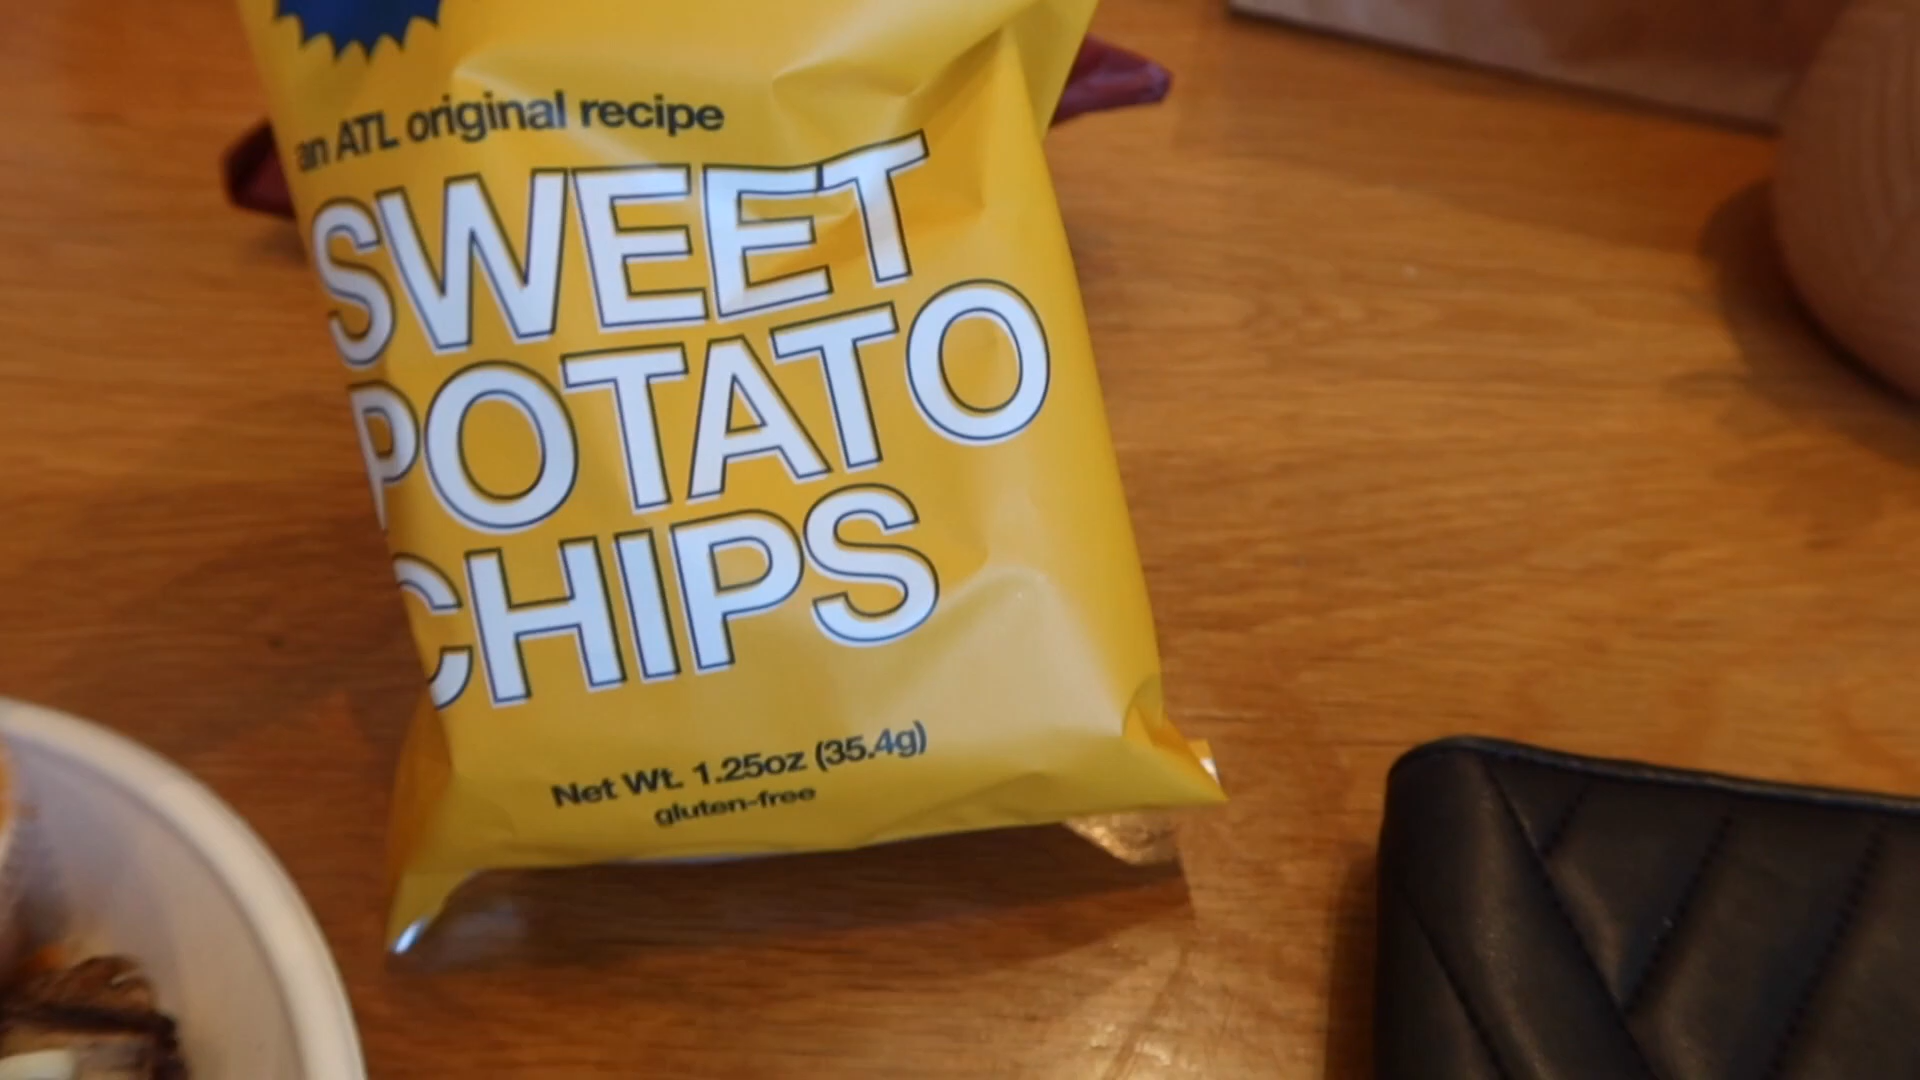 an ATL original recipe
SWEET
POTATO
CHIPS
Net Wt. 1.25oz (35.4g)
gluten-free